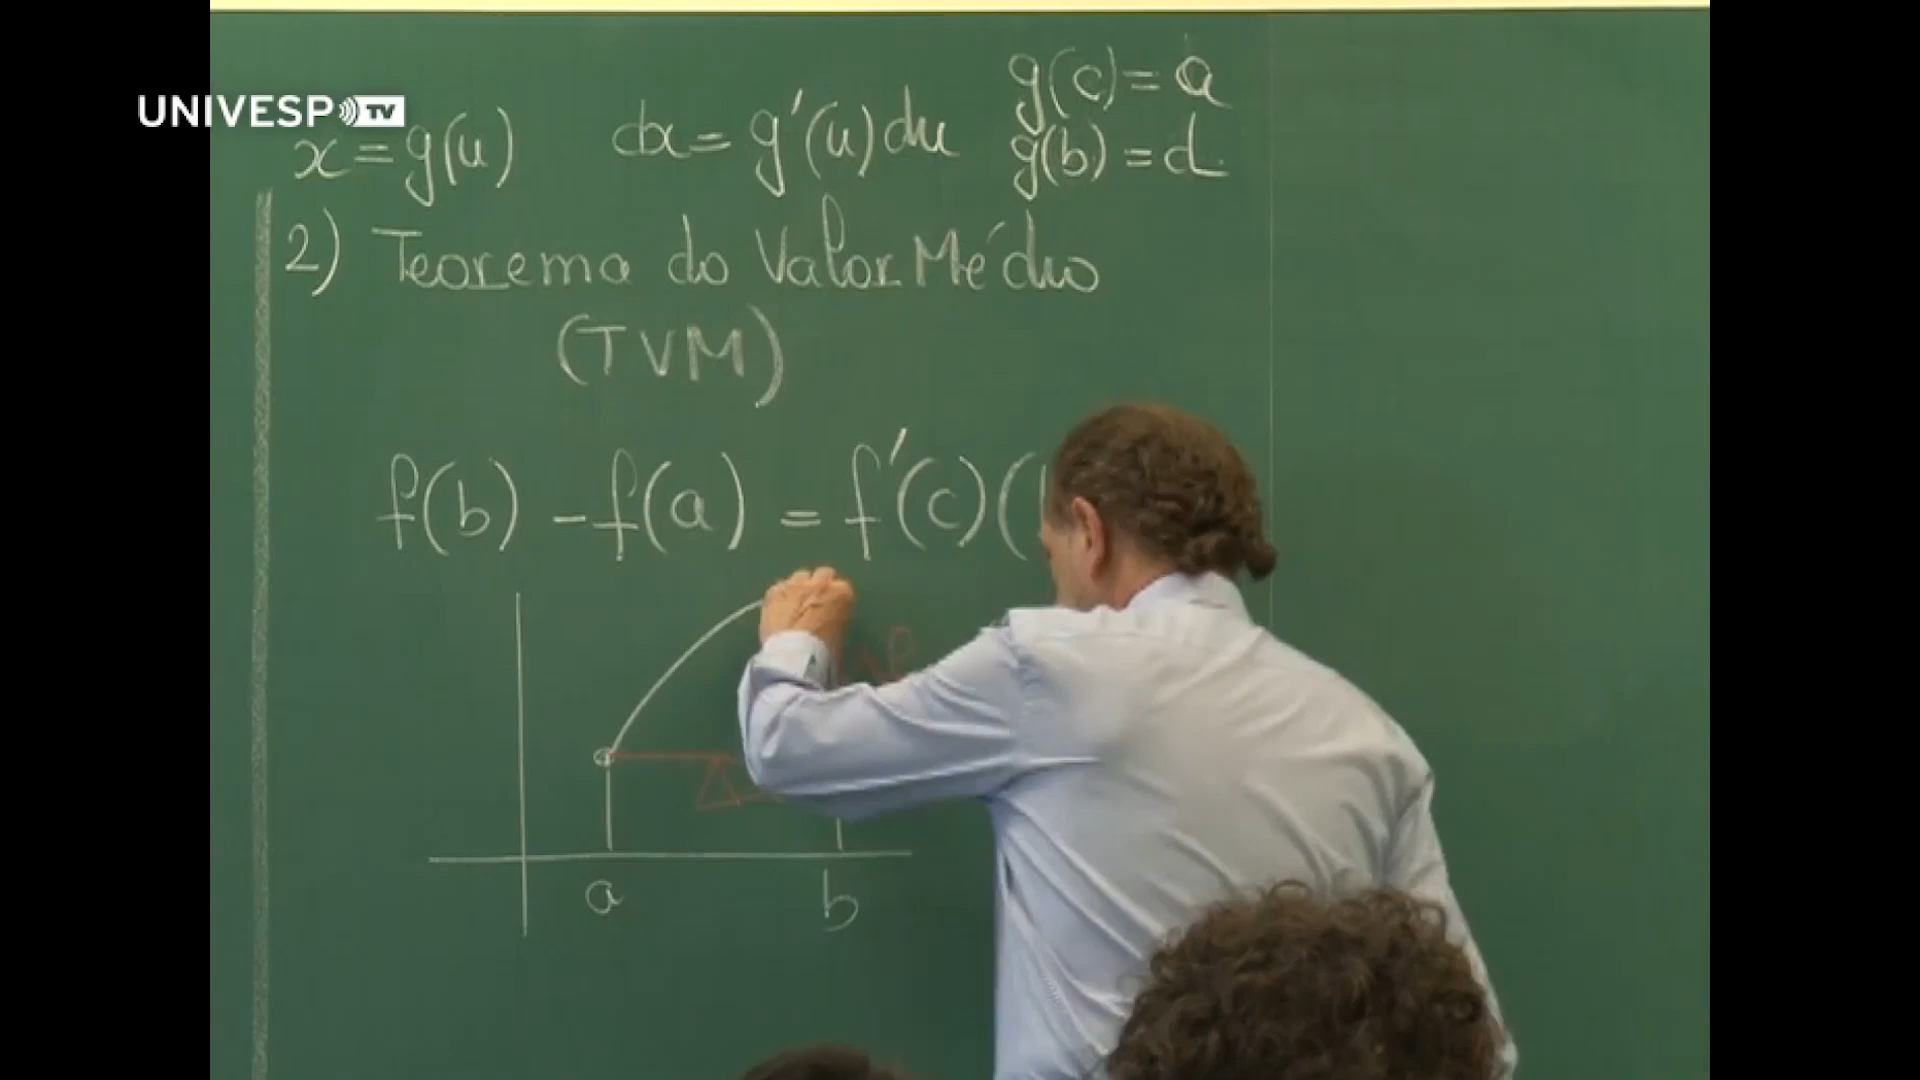 UNIVESP TV
g(c) = a
x = g(u) dx = g'(u) du g(b) = d
2) Teorema do Valor Médio
(TVM)
f(b) - f(a) = f'(c) (
a b